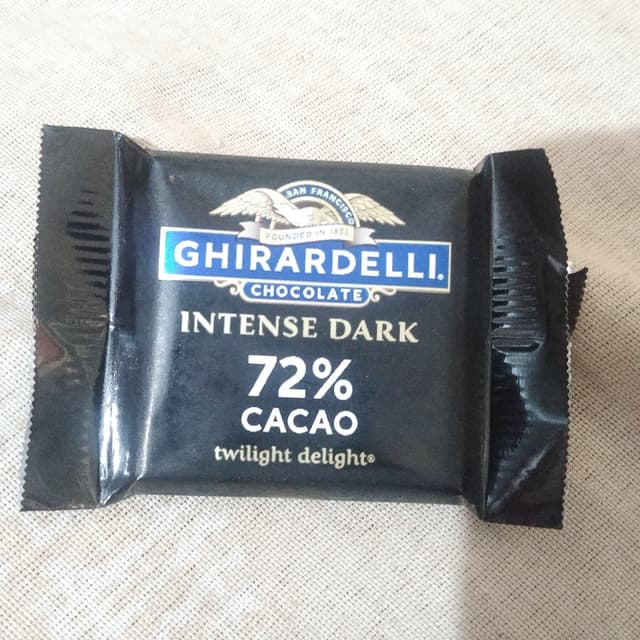 SAN FRANCISCO
FOUNDED IN 1852
GHIRARDELLI®
CHOCOLATE
INTENSE DARK
72%
CACAO
twilight delight®